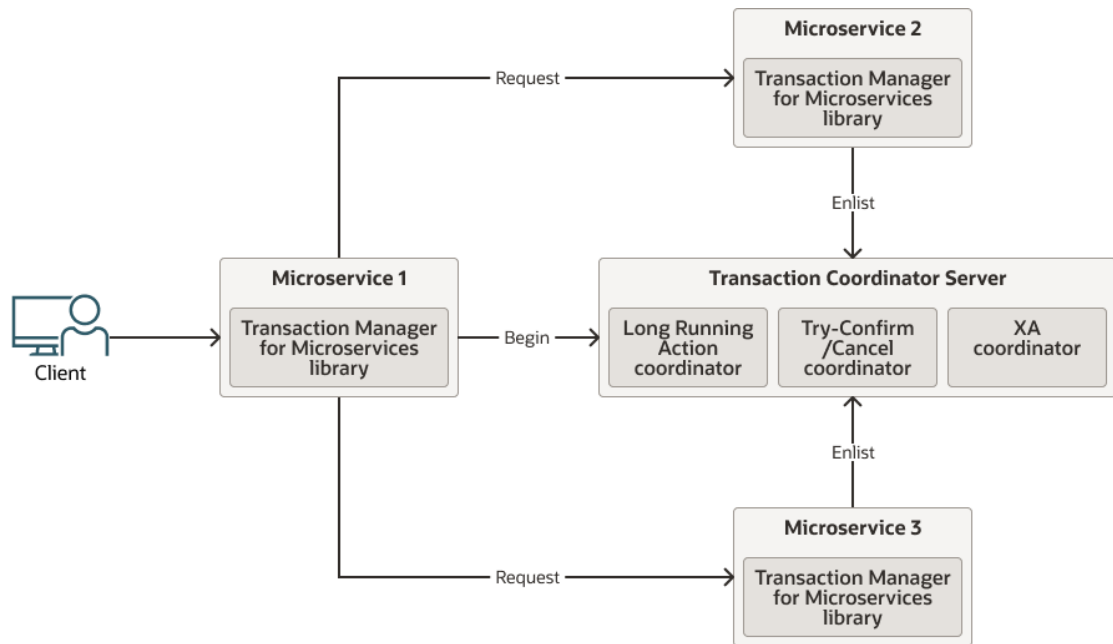 Microservice 2
Transaction Manager
for Microservices
library
Request
Enlist
Microservice 1
Transaction Manager
for Microservices
library
Client
Begin
Transaction Coordinator Server
Long Running
Action
coordinator
Try-Confirm
/Cancel
coordinator
XA
coordinator
Enlist
Request
Microservice 3
Transaction Manager
for Microservices
library